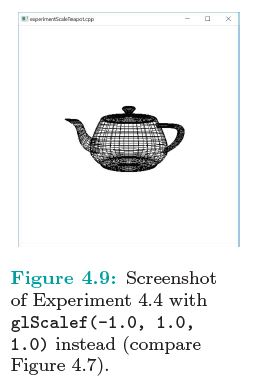 experimentScaleTeapot.cpp
Figure 4.9: Screenshot
of Experiment 4.4 with
glScalef(-1.0, 1.0,
1.0) instead (compare
Figure 4.7).